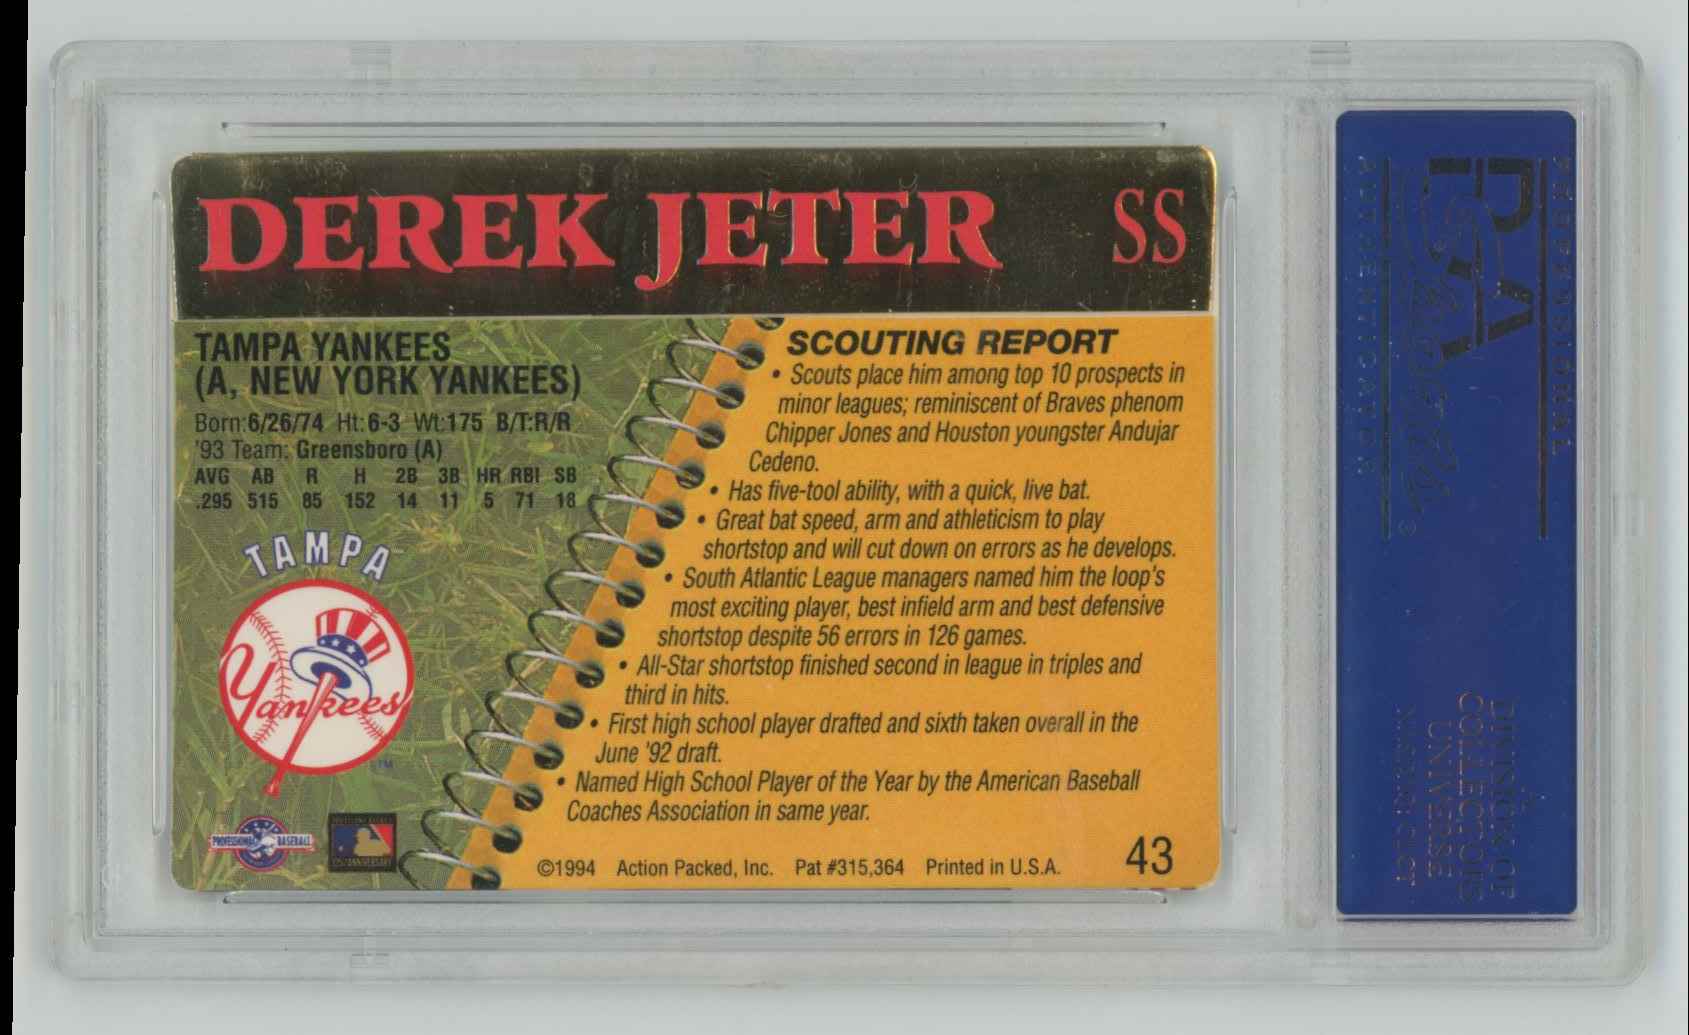 DEREK JETER SS
TAMPA YANKEES
(A, NEW YORK YANKEES)
Born:6/26/74 Ht:6-3 Wt:175 B/T:R/R
'93 Team: Greensboro (A)
AVG AB R H 2B 3B HR RBI SB
.295 515 85 152 14 11 5 71 18
TAMPA
Yankees
TM
PROFESSIONAL BASEBALL
SCOUTING REPORT
• Scouts place him among top 10 prospects in
minor leagues; reminiscent of Braves phenom
Chipper Jones and Houston youngster Andujar
Cedeno.
• Has five-tool ability, with a quick, live bat.
• Great bat speed, arm and athleticism to play
shortstop and will cut down on errors as he develops.
• South Atlantic League managers named him the loop's
most exciting player, best infield arm and best defensive
shortstop despite 56 errors in 126 games.
• All-Star shortstop finished second in league in triples and
third in hits.
• First high school player drafted and sixth taken overall in the
June '92 draft.
• Named High School Player of the Year by the American Baseball
Coaches Association in same year.
©1994 Action Packed, Inc. Pat #315,364 Printed in U.S.A. 43
PROFESSIONAL
PSA
AUTHENTICATOR
DIVISION OF
COLLECTORS
UNIVERSE